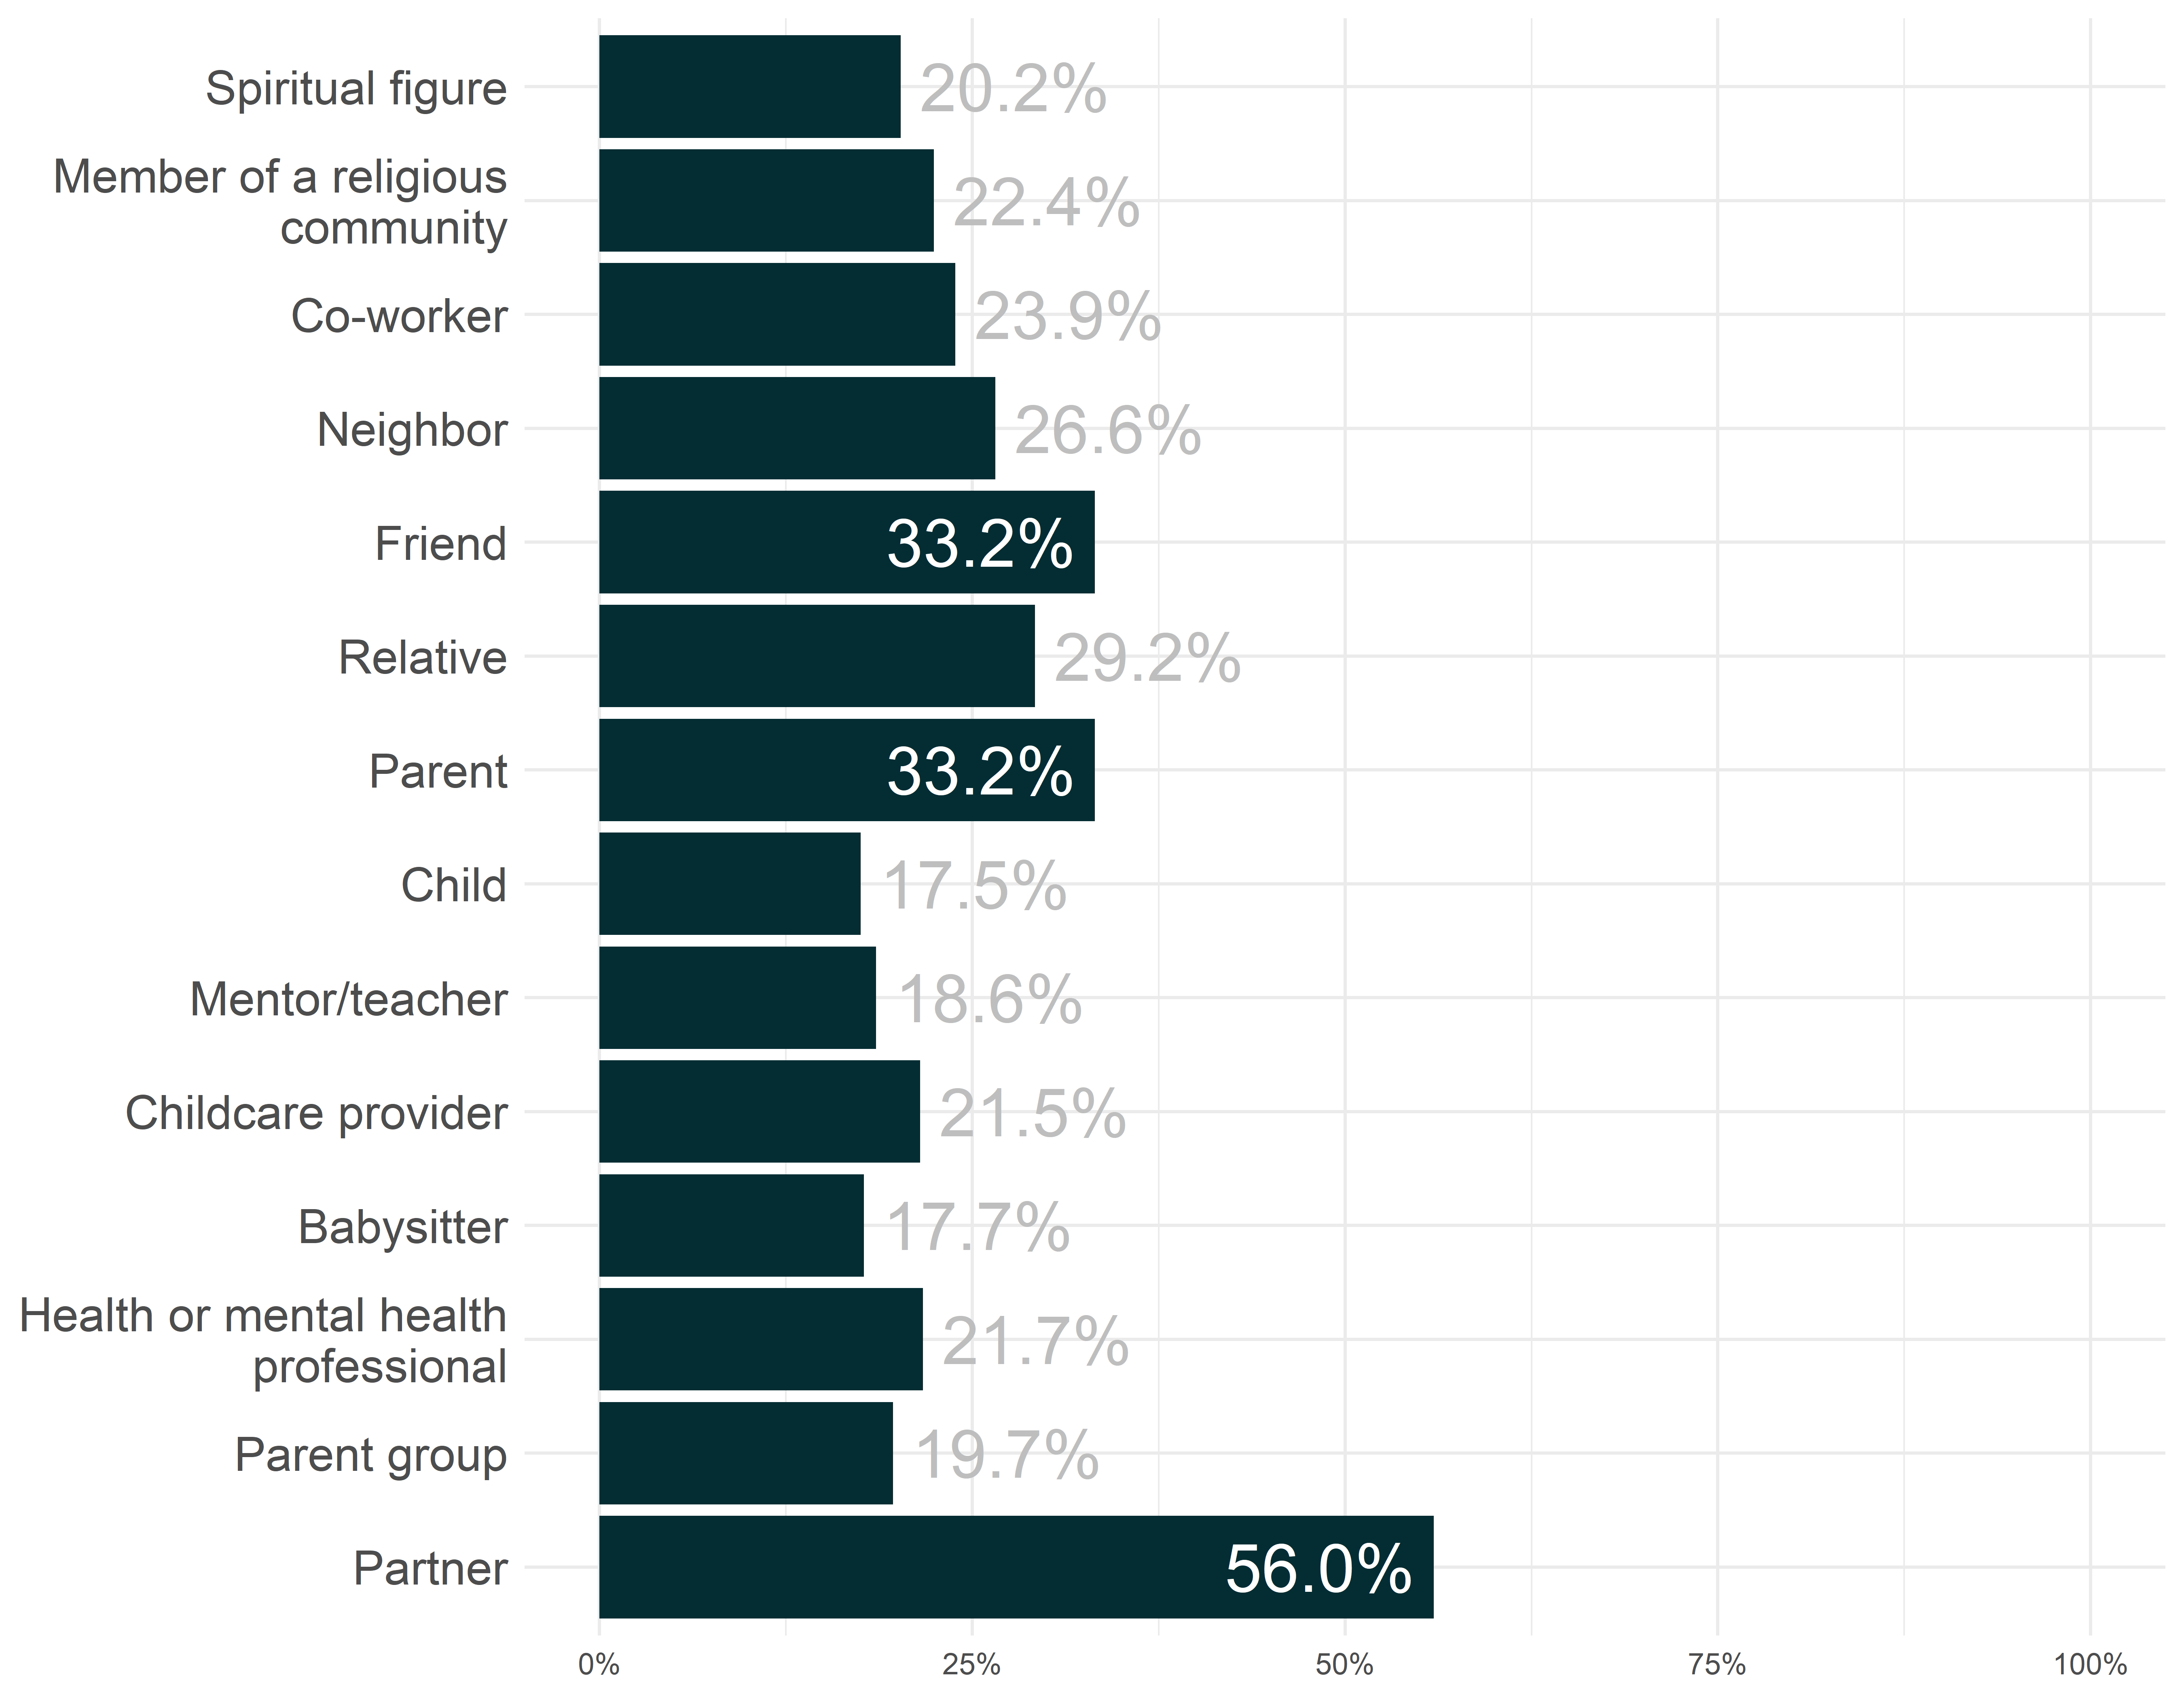 Spiritual figure
20.2%
Member of a religious
community
22.4%
Co-worker
23.9%
Neighbor
26.6%
Friend
33.2%
Relative
29.2%
Parent
33.2%
Child
17.5%
Mentor/teacher
18.6%
Childcare provider
21.5%
Babysitter
17.7%
Health or mental health
professional
21.7%
Parent group
19.7%
Partner
56.0%
0% 25% 50% 75% 100%